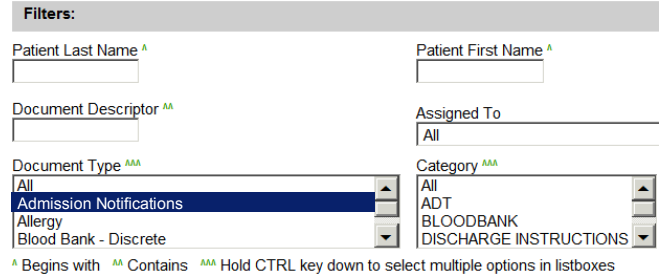 Filters:
Patient Last Name ^ Patient First Name ^
Document Descriptor ^^ Assigned To
All
Document Type ^^^ Category ^^^
All All
Admission Notifications ADT
Allergy BLOODBANK
Blood Bank - Discrete DISCHARGE INSTRUCTIONS
^ Begins with ^^ Contains ^^^ Hold CTRL key down to select multiple options in listboxes